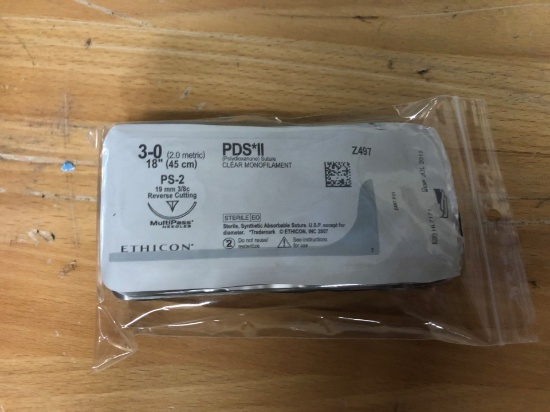 3-0 (2.0 metric)
18" (45 cm)
PS-2
19 mm 3/8c
Reverse Cutting
MultiPass*
NEEDLES
ETHICON*
PDS*II
(Polydioxanone) Suture
CLEAR MONOFILAMENT
Z497
STERILE EO
Sterile, Synthetic Absorbable Suture, U.S.P. except for
diameter. *Trademark © ETHICON, INC 2007
2 Do not reuse/
resterilize
See instructions
for use